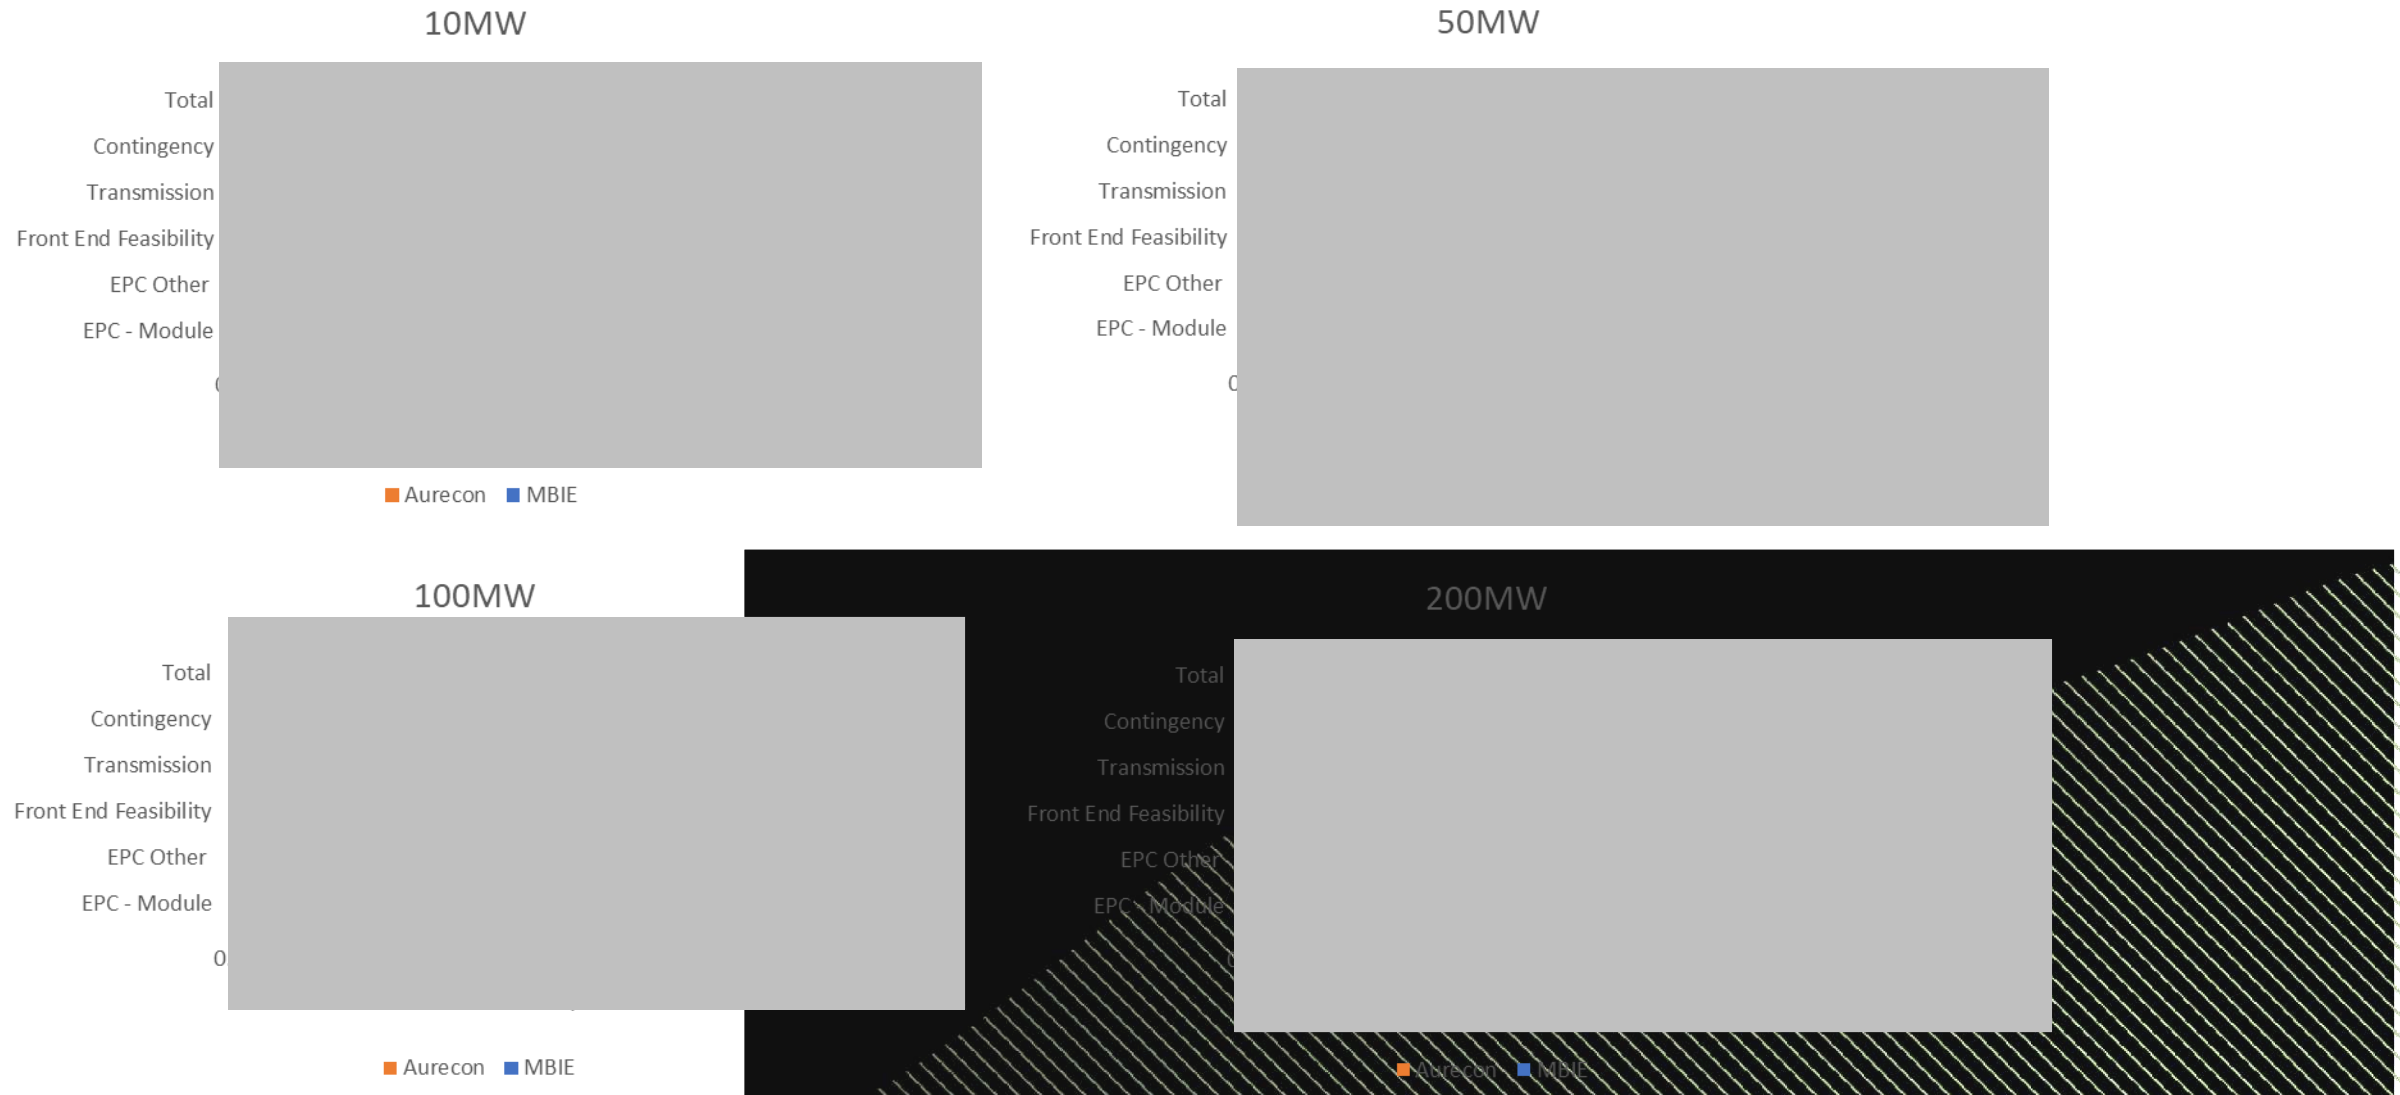 10MW
Total
Contingency
Transmission
Front End Feasibility
EPC Other
EPC - Module
Aurecon MBIE
50MW
Total
Contingency
Transmission
Front End Feasibility
EPC Other
EPC - Module
0
100MW
Total
Contingency
Transmission
Front End Feasibility
EPC Other
EPC - Module
0
Aurecon MBIE
200MW
Total
Contingency
Transmission
Front End Feasibility
EPC Other
EPC - Module
Aurecon MBIE